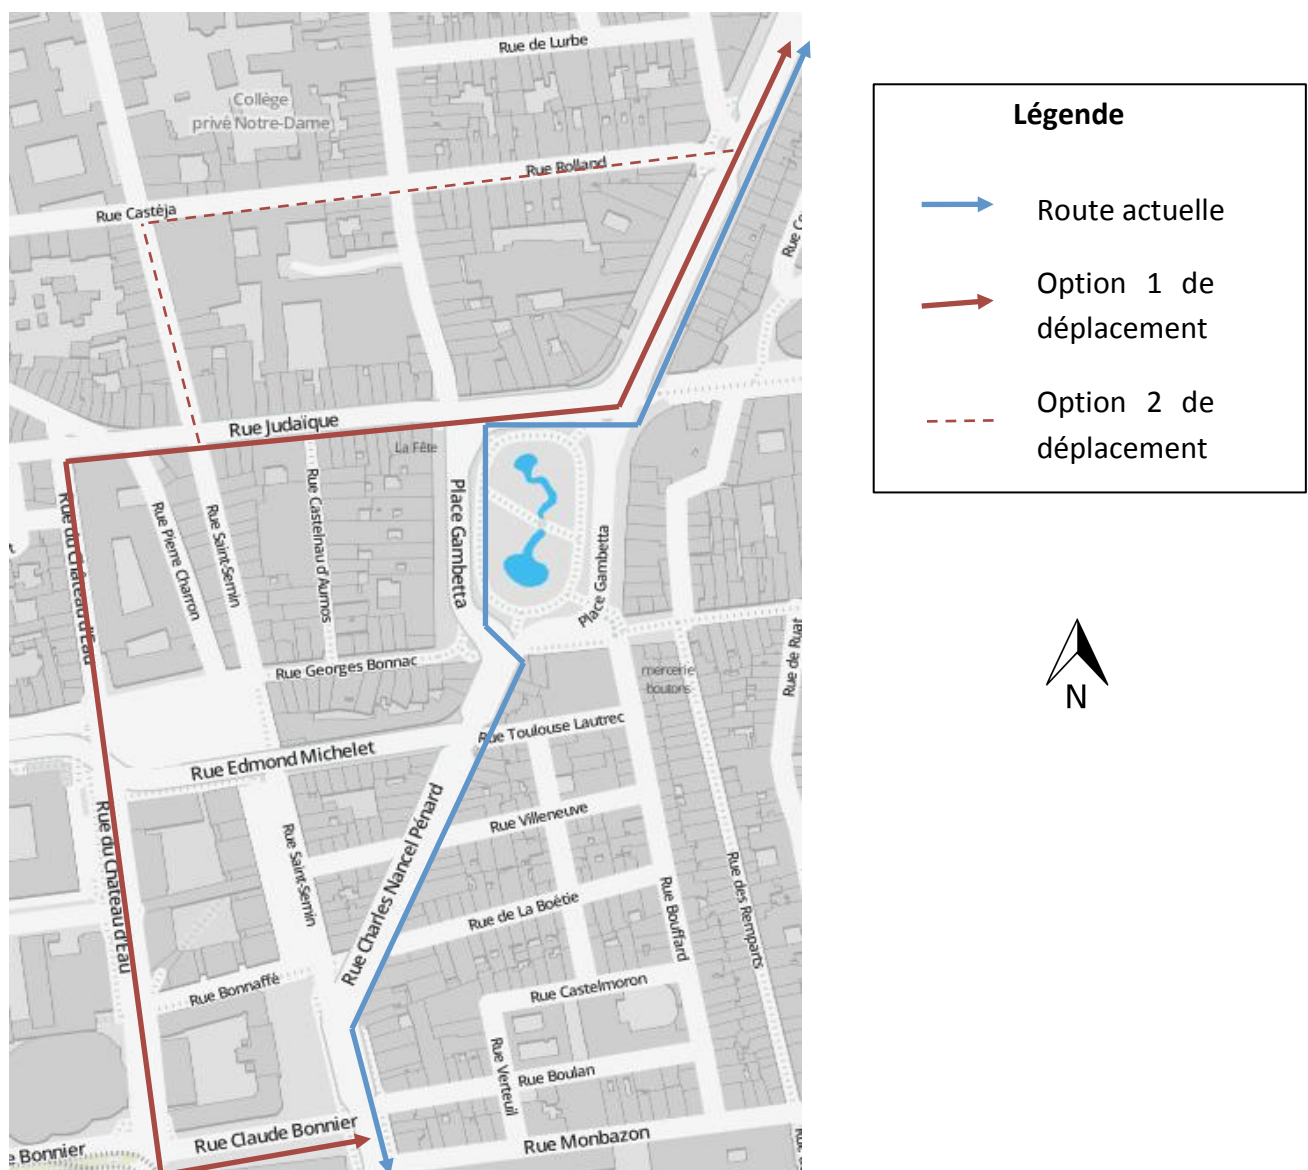 Rue de Lurbe
Collège
privé Notre-Dame
Rue Rolland
Rue Castéja
Rue Judaïque
La Fête
Rue du Château d'Eau
Rue Pierre Charron
Rue Saint-Sernin
Rue Castelnau d'Auros
Place Gambetta
Place Gambetta
Rue Georges Bonnac
mercerie
boutons
Rue de Ruat
Rue Toulouse Lautrec
Rue Edmond Michelet
Rue Charles Nancel Pénard
Rue Villeneuve
Rue du Château d'Eau
Rue Saint-Sernin
Rue de La Boétie
Rue Bouffard
Rue des Remparts
Rue Bonnaffé
Rue Castelmoron
Rue Verteuil
Rue Boulan
Rue Claude Bonnier
Rue Monbazon
e Bonnier
Légende
Route actuelle
Option 1 de
déplacement
Option 2 de
déplacement
N